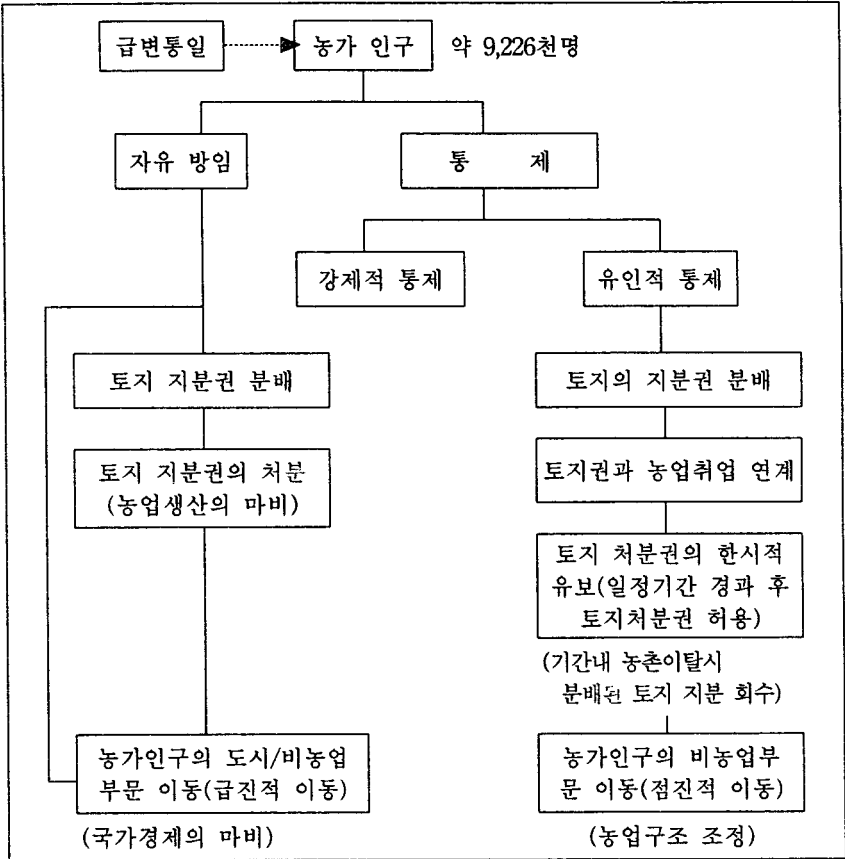 급변통일
농가 인구
약 9,226천명
자유 방임
통 제
강제적 통제
유인적 통제
토지 지분권 분배
토지의 지분권 분배
토지 지분권의 처분
(농업생산의 마비)
토지권과 농업취업 연계
토지 처분권의 한시적
유보(일정기간 경과 후
토지처분권 허용)
(기간내 농촌이탈시
분배된 토지 지분 회수)
농가인구의 도시/비농업
부문 이동(급진적 이동)
(국가경제의 마비)
농가인구의 비농업부
문 이동(점진적 이동)
(농업구조 조정)